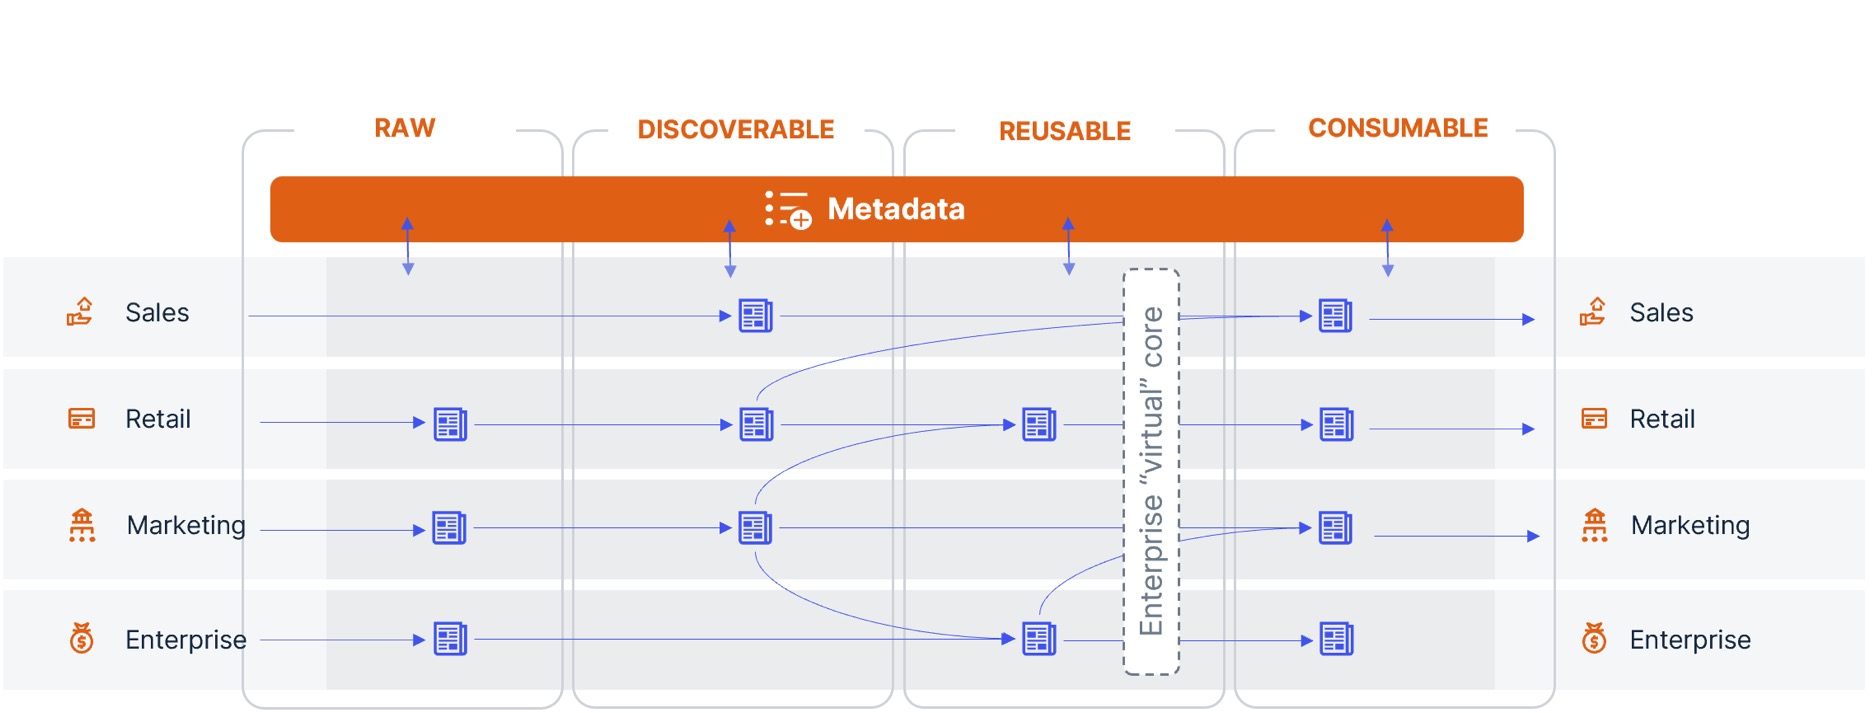 RAW
DISCOVERABLE
REUSABLE
CONSUMABLE
Metadata
Sales
Sales
Retail
Retail
Marketing
Marketing
Enterprise
Enterprise
Enterprise “virtual” core